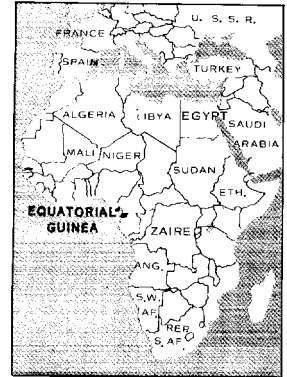 U. S. S. R.
FRANCE
SPAIN
TURKEY
ALGERIA
LIBYA
EGYPT
SAUDI
ARABIA
MALI
NIGER
SUDAN
ETH.
EQUATORIAL
GUINEA
ZAIRE
ANG.
S.W.
AF.
REP.
S. AF.